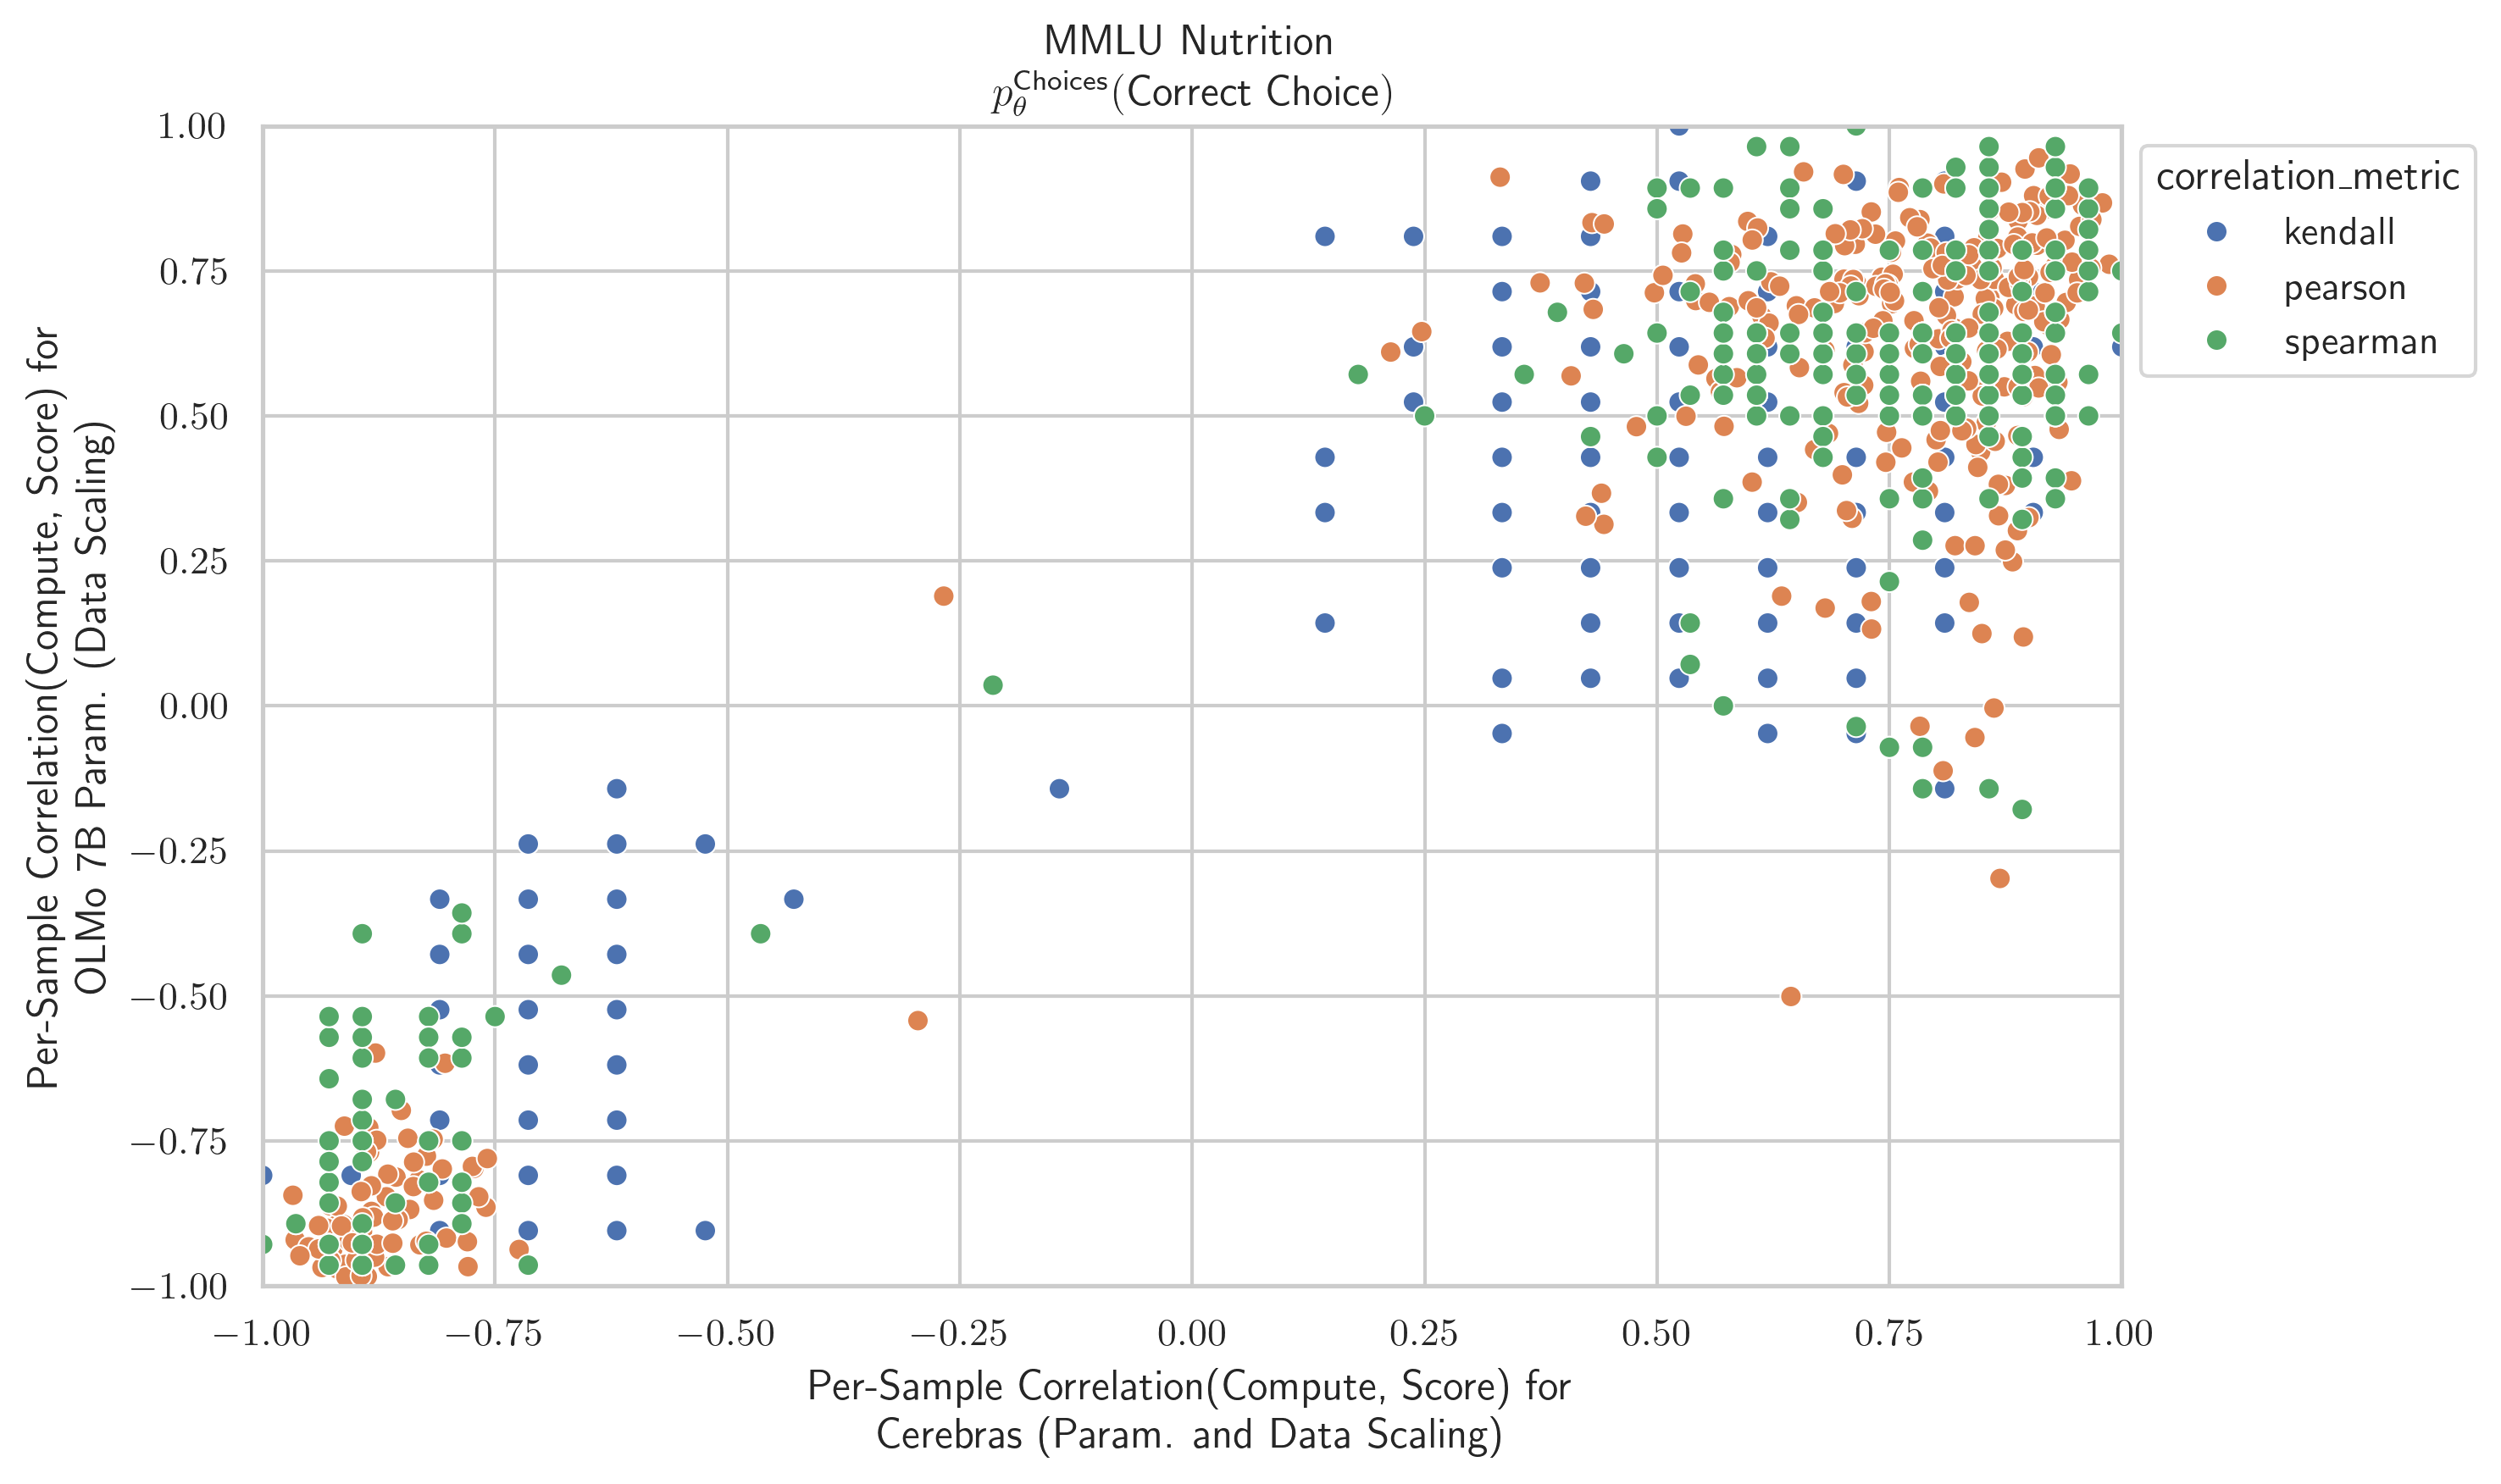 MMLU Nutrition
p_θ^Choices(Correct Choice)
1.00
0.75
0.50
0.25
0.00
−0.25
−0.50
−0.75
−1.00
Per-Sample Correlation(Compute, Score) for
OLMo 7B Param. (Data Scaling)
correlation_metric
kendall
pearson
spearman
−1.00 −0.75 −0.50 −0.25 0.00 0.25 0.50 0.75 1.00
Per-Sample Correlation(Compute, Score) for
Cerebras (Param. and Data Scaling)